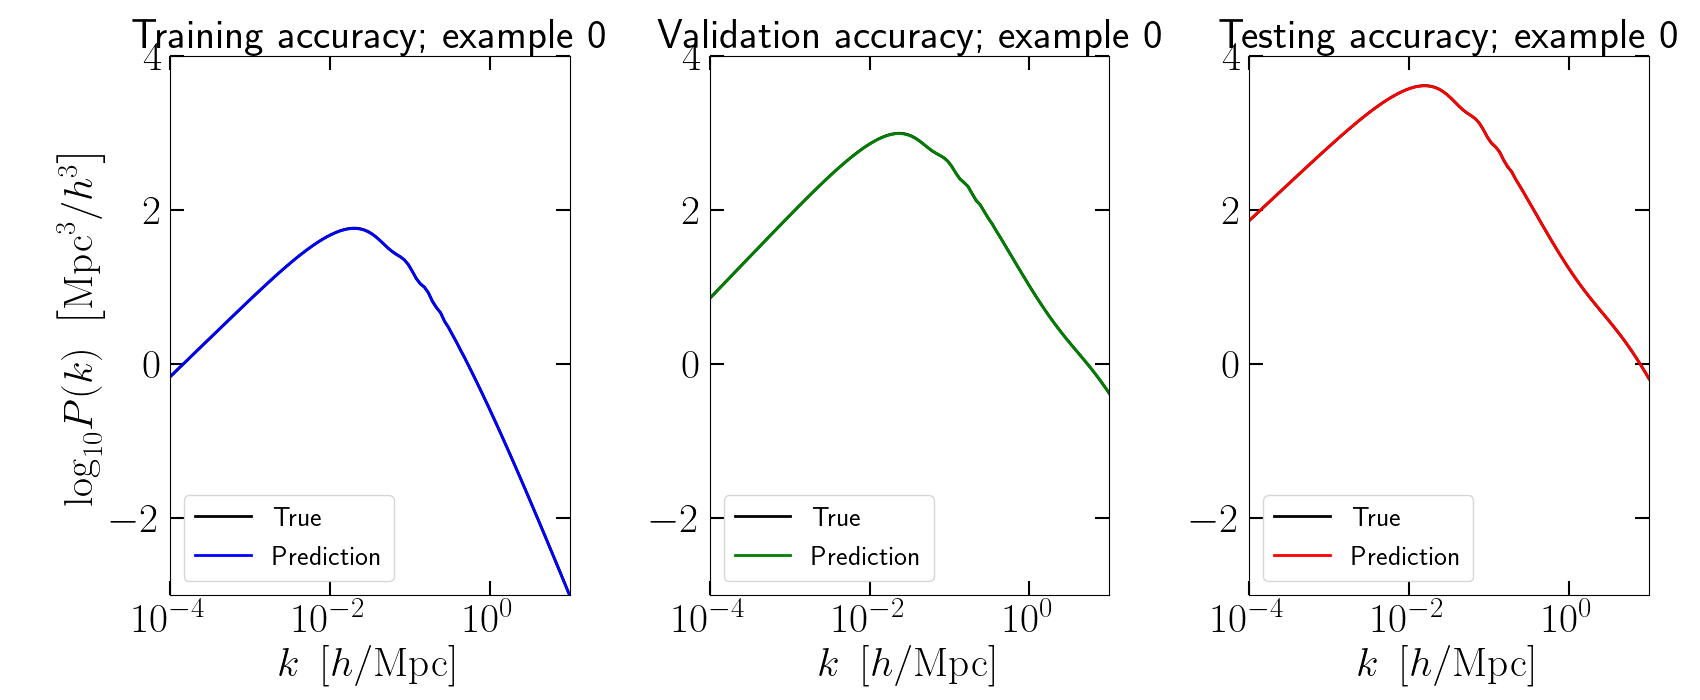 Training accuracy; example 0
Validation accuracy; example 0
Testing accuracy; example 0
log₁₀P(k) [Mpc³/h³]
4
2
0
−2
True
Prediction
10⁻⁴ 10⁻² 10⁰
k [h/Mpc]
4
2
0
−2
True
Prediction
10⁻⁴ 10⁻² 10⁰
k [h/Mpc]
4
2
0
−2
True
Prediction
10⁻⁴ 10⁻² 10⁰
k [h/Mpc]